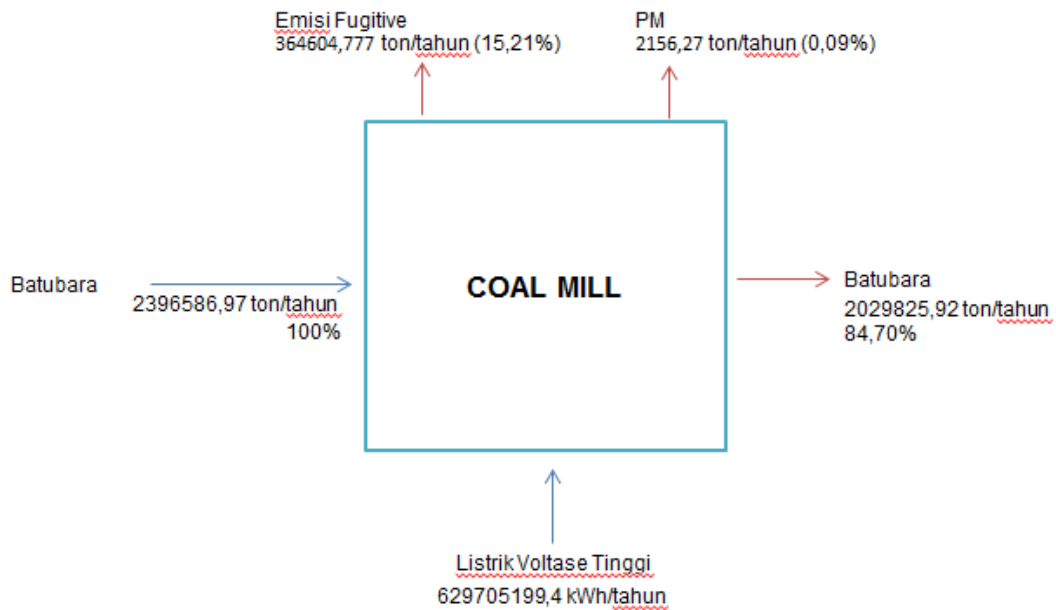 Emisi Fugitive
364604,777 ton/tahun (15,21%)
PM
2156,27 ton/tahun (0,09%)
Batubara
2396586,97 ton/tahun
100%
COAL MILL
Batubara
2029825,92 ton/tahun
84,70%
Listrik Voltase Tinggi
629705199,4 kWh/tahun